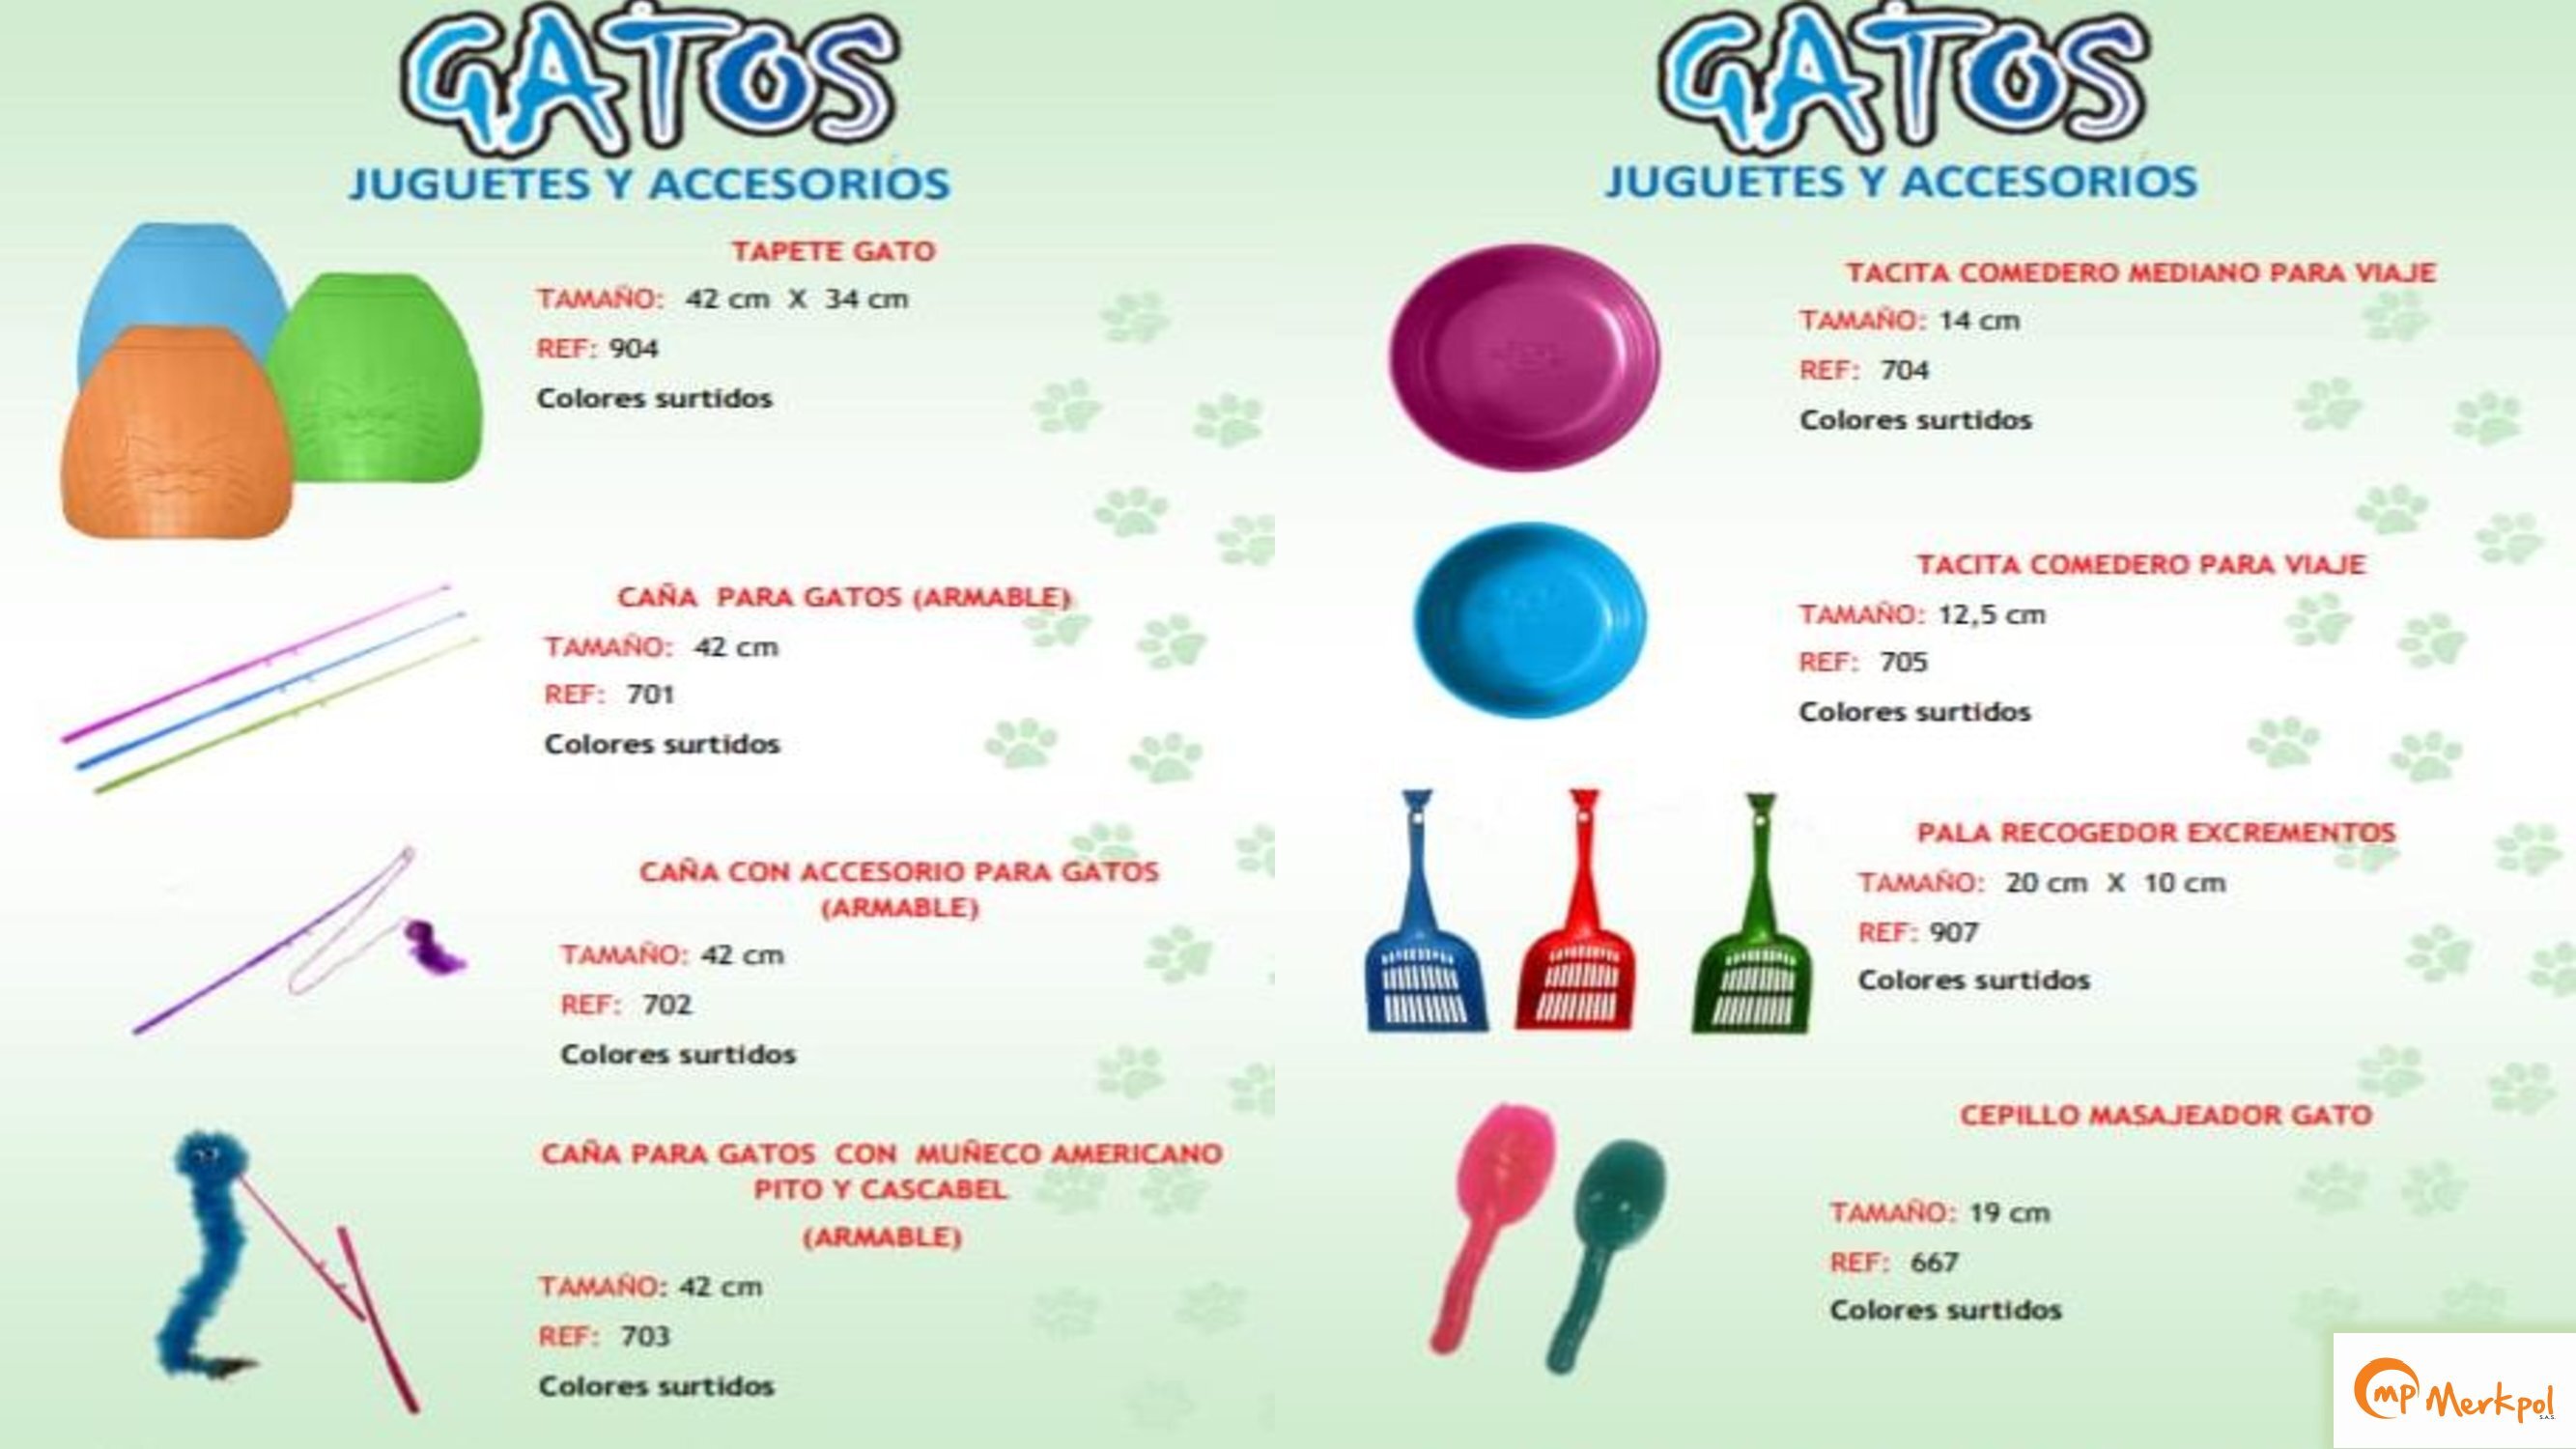 GATOS
JUGUETES Y ACCESORIOS
TAPETE GATO
TAMAÑO: 42 cm X 34 cm
REF: 904
Colores surtidos
CAÑA PARA GATOS (ARMABLE)
TAMAÑO: 42 cm
REF: 701
Colores surtidos
CAÑA CON ACCESORIO PARA GATOS
(ARMABLE)
TAMAÑO: 42 cm
REF: 702
Colores surtidos
CAÑA PARA GATOS CON MUÑECO AMERICANO
PITO Y CASCABEL
(ARMABLE)
TAMAÑO: 42 cm
REF: 703
Colores surtidos
GATOS
JUGUETES Y ACCESORIOS
TACITA COMEDERO MEDIANO PARA VIAJE
TAMAÑO: 14 cm
REF: 704
Colores surtidos
TACITA COMEDERO PARA VIAJE
TAMAÑO: 12,5 cm
REF: 705
Colores surtidos
PALA RECOGEDOR EXCREMENTOS
TAMAÑO: 20 cm X 10 cm
REF: 907
Colores surtidos
CEPILLO MASAJEADOR GATO
TAMAÑO: 19 cm
REF: 667
Colores surtidos
mp Merkpol
S.A.S.